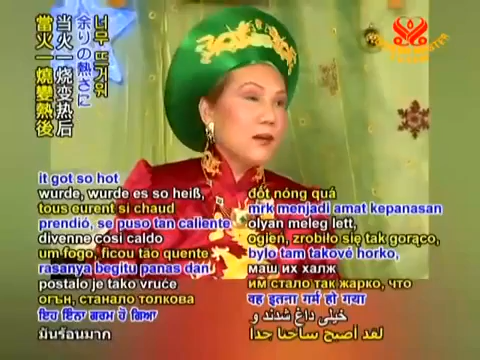 너무 뜨거워
余りの熱さに
当火一烧变热后
當火一燒變熱後
it got so hot
wurde, wurde es so heiß,
tous eurent si chaud
prendió, se puso tan caliente
divenne così caldo
um fogo, ficou tão quente
rasanya begitu panas dan
postalo je tako vruće
огън, станало толкова
ਇਹ ਇੰਨਾ ਗਰਮ ਹੋ ਗਿਆ
มันร้อนมาก
đốt nóng quá
mrk menjadi amat kepanasan
olyan meleg lett,
ogień, zrobiło się tak gorąco,
bylo tam takové horko,
маш их халж
им стало так жарко, что
वह इतना गर्म हो गया
خیلی داغ شدند و
لقد اصبح ساخنا جدا